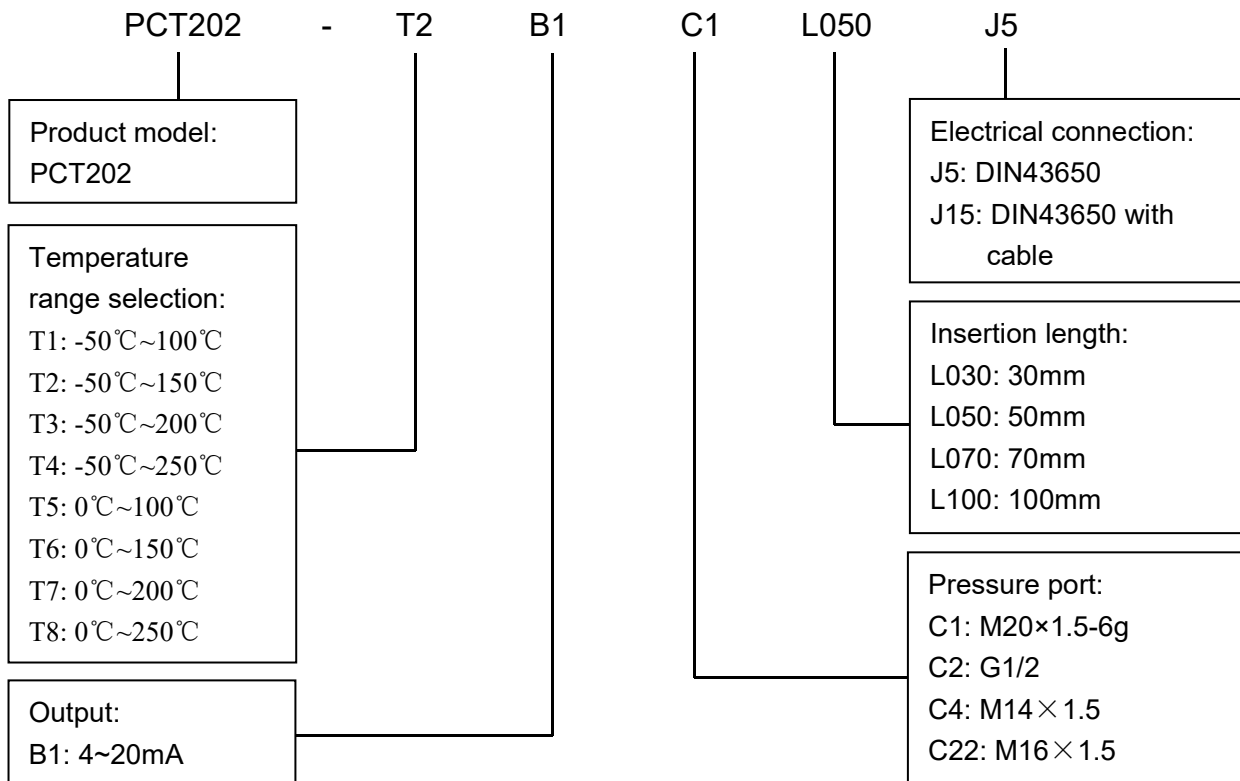 PCT202 - T2 B1 C1 L050 J5
Product model:
PCT202
Temperature
range selection:
T1: -50℃~100℃
T2: -50℃~150℃
T3: -50℃~200℃
T4: -50℃~250℃
T5: 0℃~100℃
T6: 0℃~150℃
T7: 0℃~200℃
T8: 0℃~250℃
Output:
B1: 4~20mA
Electrical connection:
J5: DIN43650
J15: DIN43650 with
cable
Insertion length:
L030: 30mm
L050: 50mm
L070: 70mm
L100: 100mm
Pressure port:
C1: M20×1.5-6g
C2: G1/2
C4: M14×1.5
C22: M16×1.5